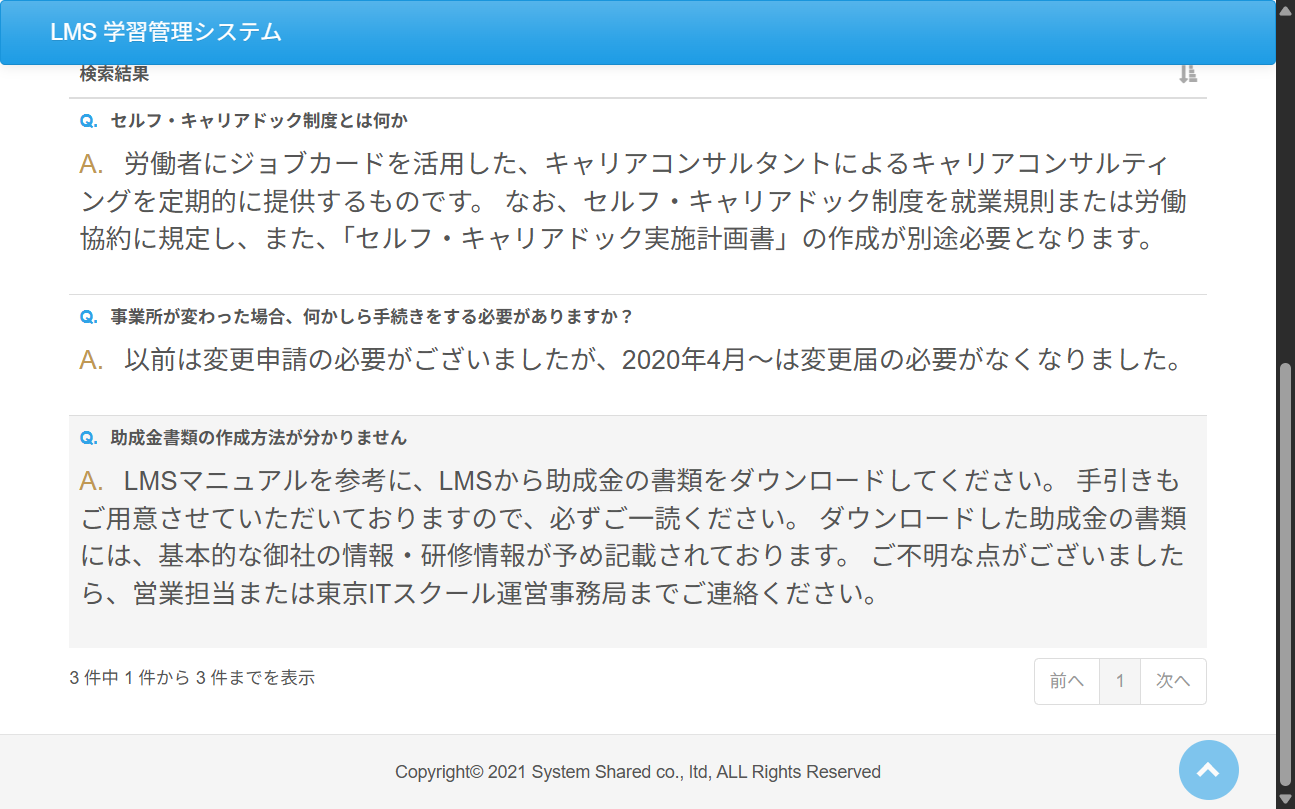 LMS 学習管理システム
検索結果
Q. セルフ・キャリアドック制度とは何か
A. 労働者にジョブカードを活用した、キャリアコンサルタントによるキャリアコンサルティ
ングを定期的に提供するものです。 なお、セルフ・キャリアドック制度を就業規則または労働
協約に規定し、また、「セルフ・キャリアドック実施計画書」の作成が別途必要となります。
Q. 事業所が変わった場合、何かしら手続きをする必要がありますか？
A. 以前は変更申請の必要がございましたが、2020年4月～は変更届の必要がなくなりました。
Q. 助成金書類の作成方法が分かりません
A. LMSマニュアルを参考に、LMSから助成金の書類をダウンロードしてください。 手引きも
ご用意させていただいておりますので、必ずご一読ください。 ダウンロードした助成金の書類
には、基本的な御社の情報・研修情報が予め記載されております。 ご不明な点がございました
ら、営業担当または東京ITスクール運営事務局までご連絡ください。
3 件中 1 件から 3 件までを表示
前へ 1 次へ
Copyright© 2021 System Shared co., ltd, ALL Rights Reserved